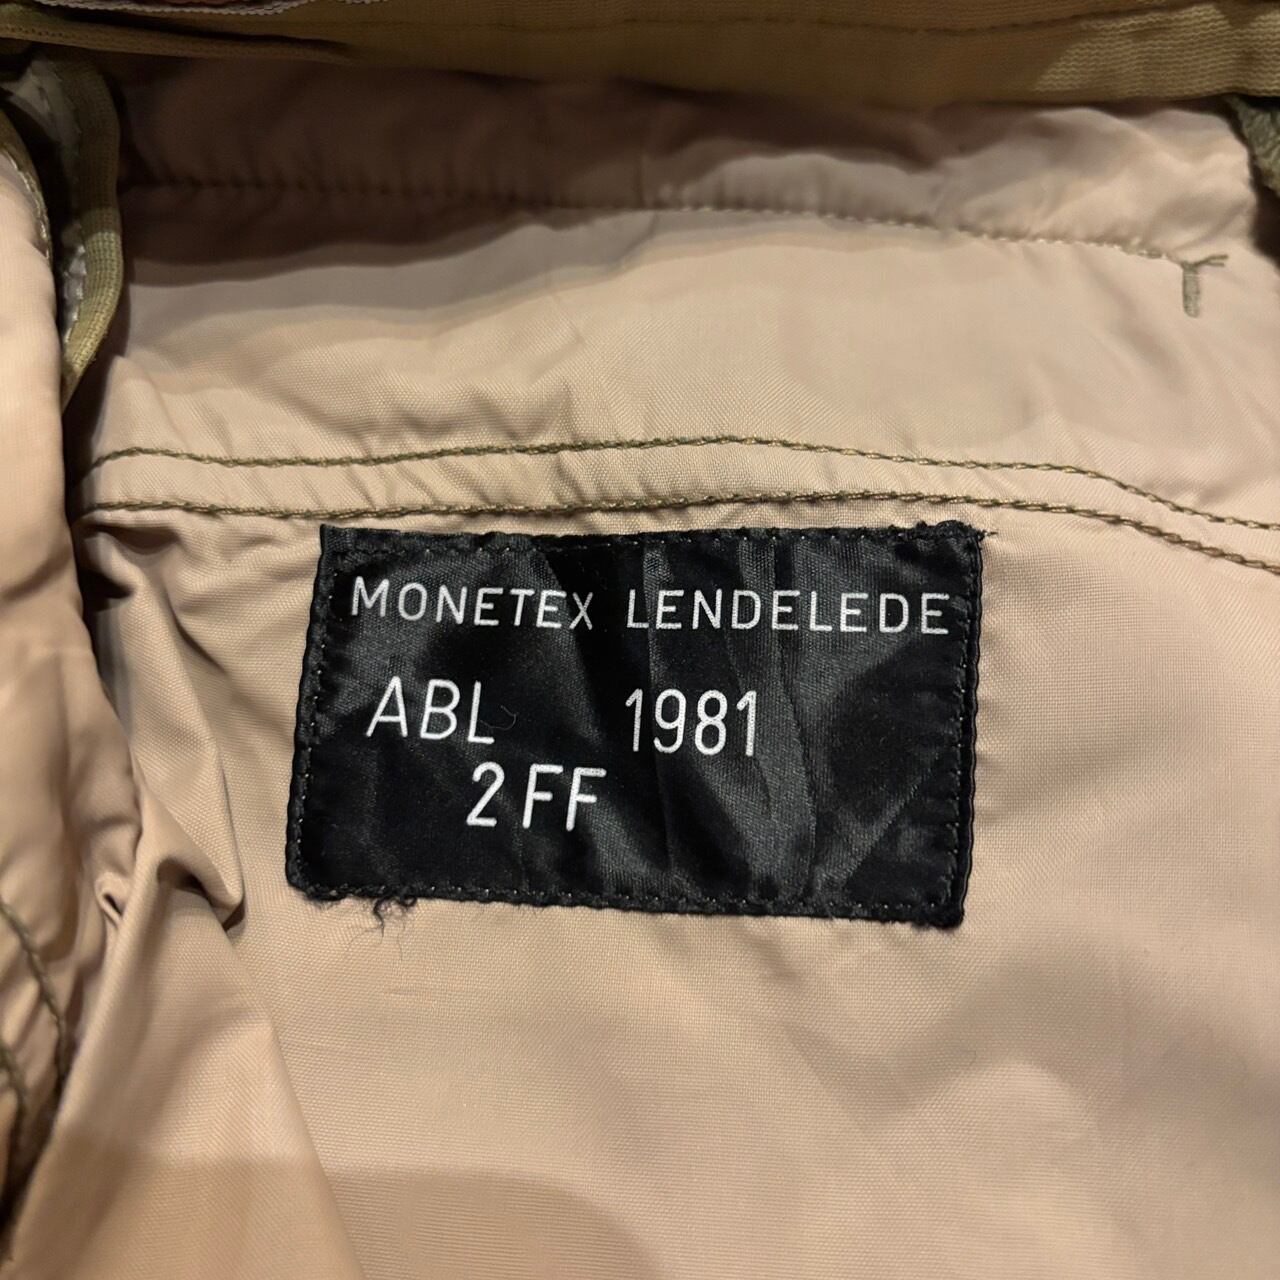 MONETEX LENDELEDE
ABL 1981
2FF